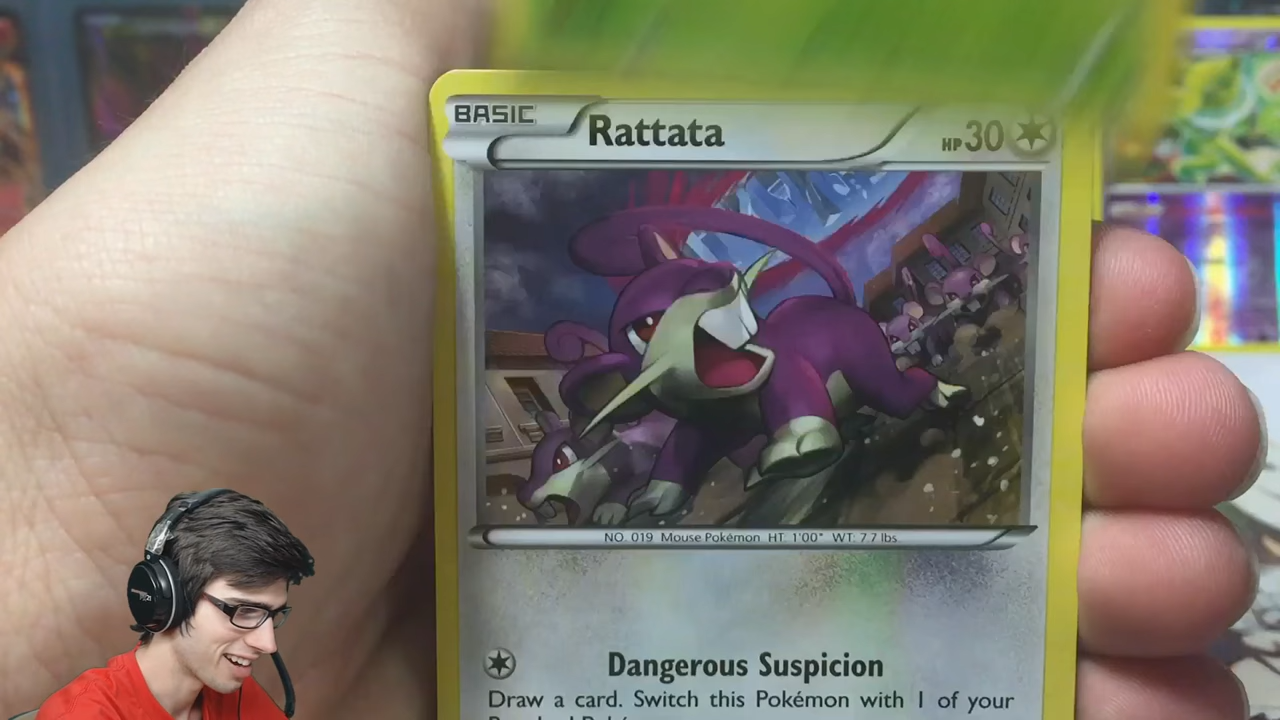 BASIC Rattata HP 30
NO. 019 Mouse Pokémon HT: 1'00" WT: 7.7 lbs.
Dangerous Suspicion
Draw a card. Switch this Pokémon with 1 of your